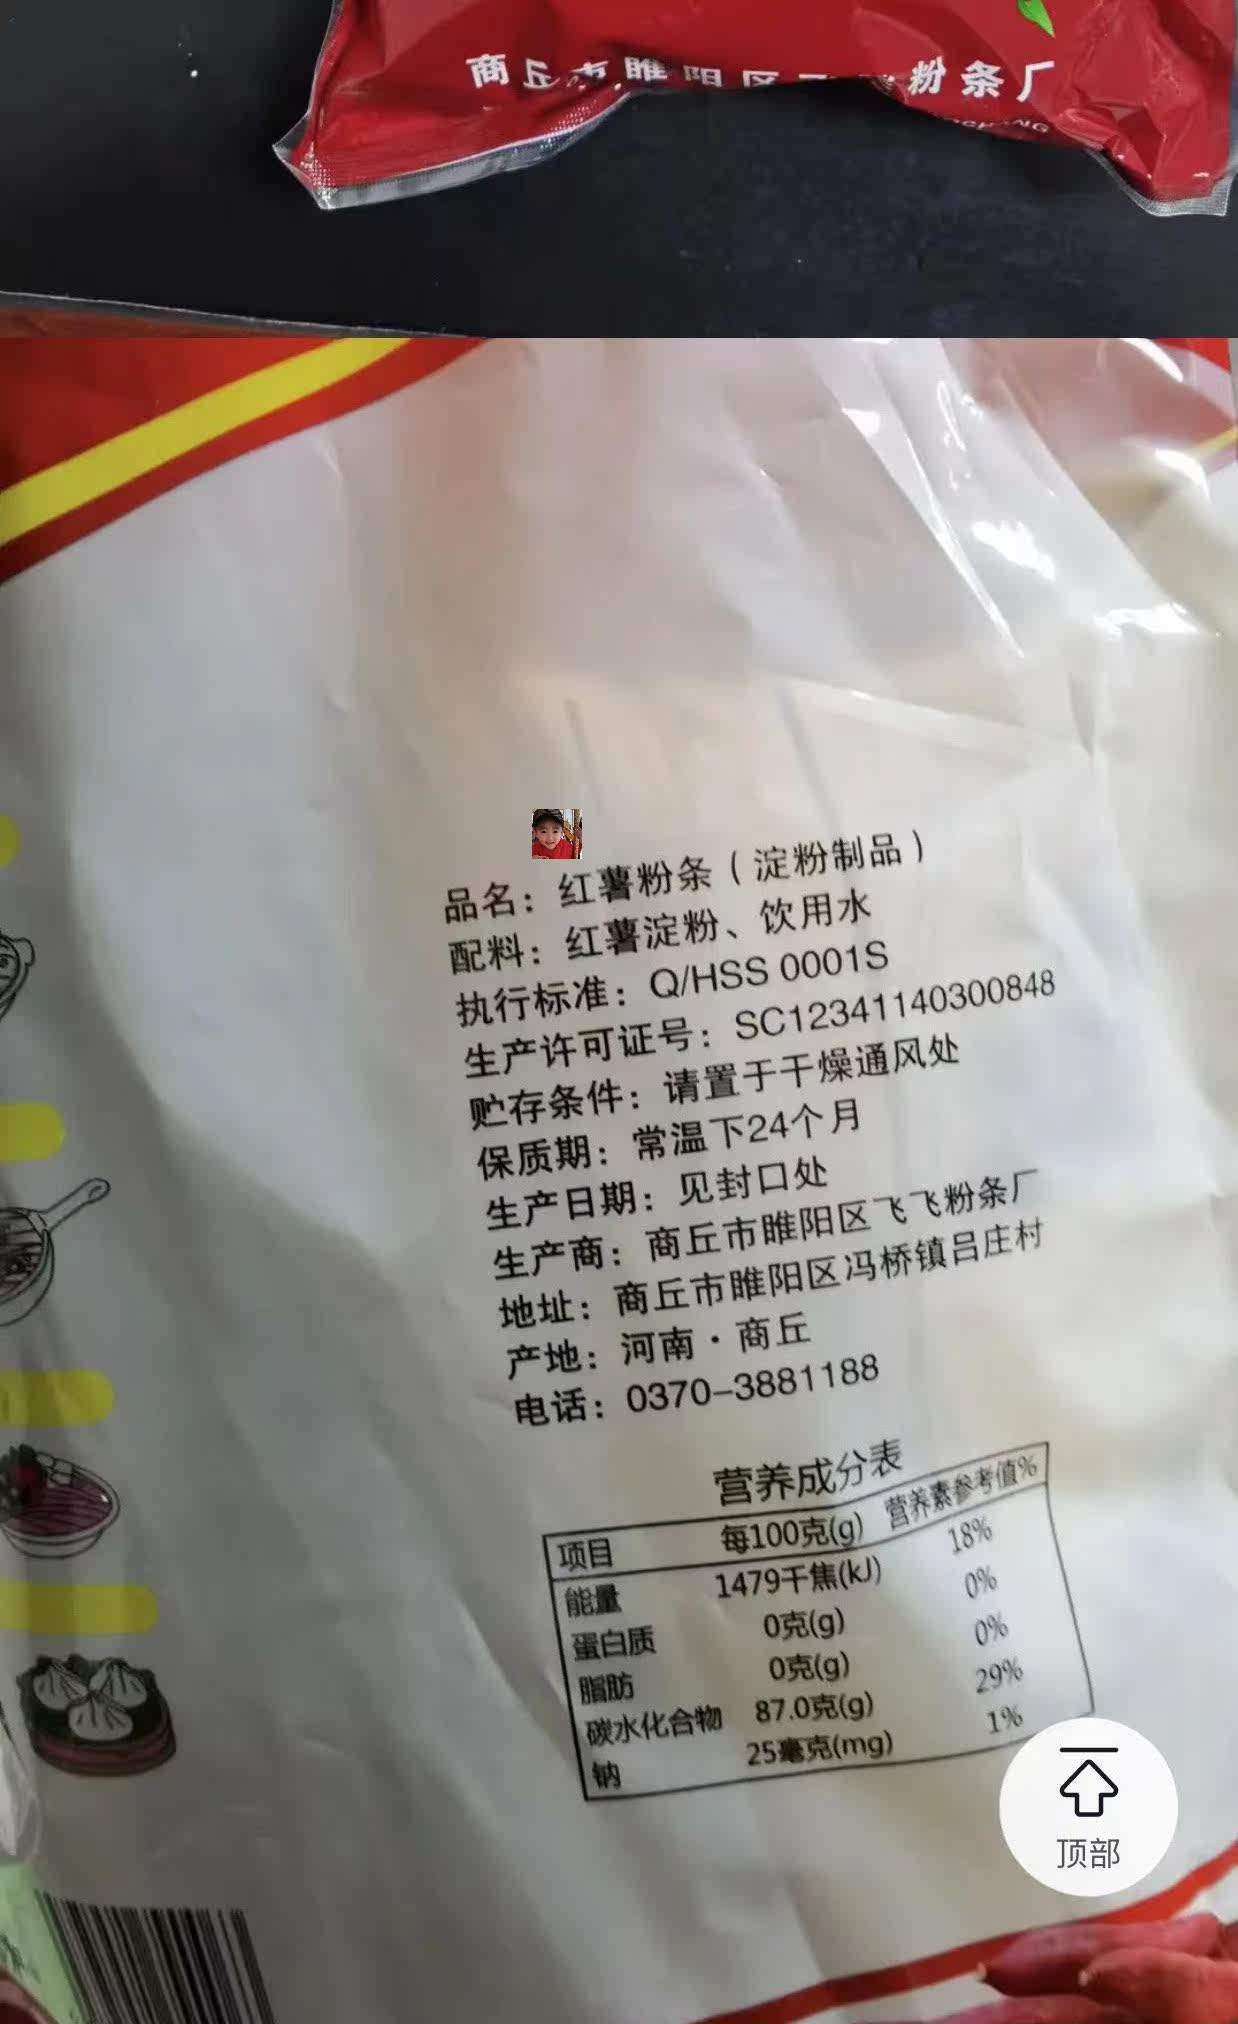 商丘市睢阳区飞飞粉条厂
品名：红薯粉条（淀粉制品）
配料：红薯淀粉、饮用水
执行标准：Q/HSS 0001S
生产许可证号：SC12341140300848
贮存条件：请置于干燥通风处
保质期：常温下24个月
生产日期：见封口处
生产商：商丘市睢阳区飞飞粉条厂
地址：商丘市睢阳区冯桥镇吕庄村
产地：河南·商丘
电话：0370-3881188
营养成分表
项目 每100克(g) 营养素参考值%
能量 1479千焦(kJ) 18%
蛋白质 0克(g) 0%
脂肪 0克(g) 0%
碳水化合物 87.0克(g) 29%
钠 25毫克(mg) 1%
顶部